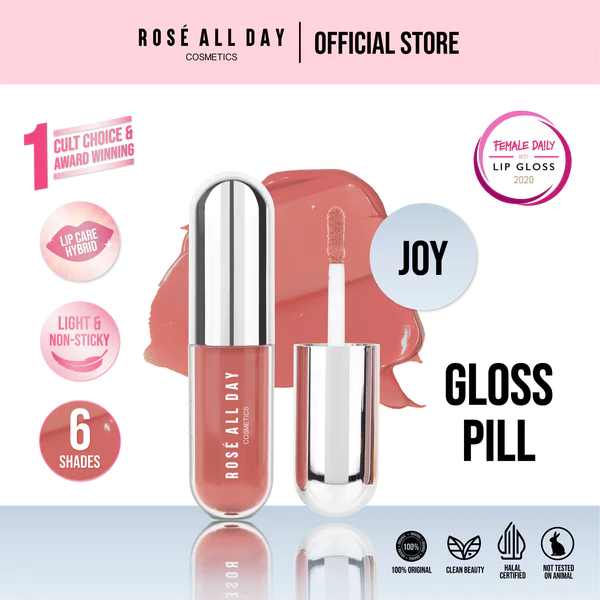 ROSÉ ALL DAY
COSMETICS
OFFICIAL STORE
1
CULT CHOICE &
AWARD WINNING
FEMALE DAILY
BEST
LIP GLOSS
2020
LIP CARE
HYBRID
JOY
LIGHT &
NON-STICKY
GLOSS
PILL
6
SHADES
ROSÉ ALL DAY
COSMETICS
100%
100% ORIGINAL
CLEAN BEAUTY
HALAL
CERTIFIED
NOT TESTED
ON ANIMAL